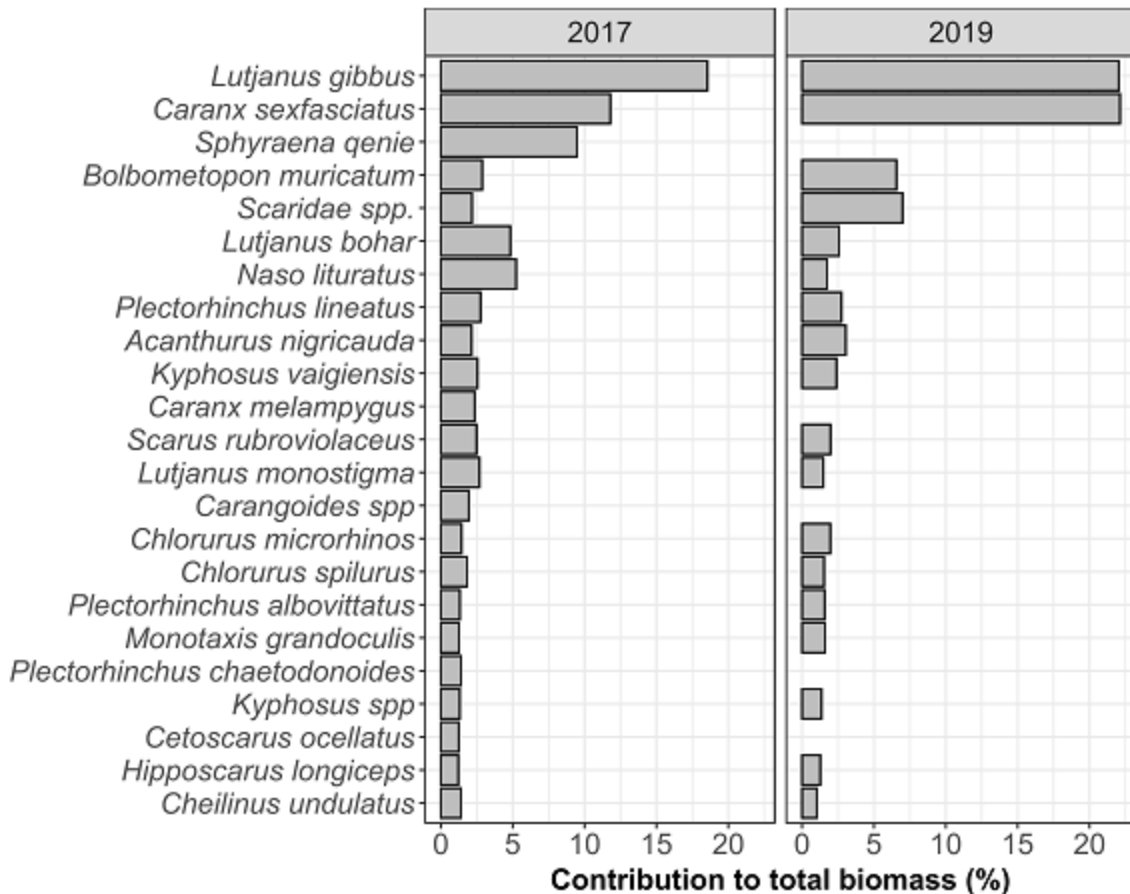 2017 2019
Lutjanus gibbus
Caranx sexfasciatus
Sphyraena qenie
Bolbometopon muricatum
Scaridae spp.
Lutjanus bohar
Naso lituratus
Plectorhinchus lineatus
Acanthurus nigricauda
Kyphosus vaigiensis
Caranx melampygus
Scarus rubroviolaceus
Lutjanus monostigma
Carangoides spp
Chlorurus microrhinos
Chlorurus spilurus
Plectorhinchus albovittatus
Monotaxis grandoculis
Plectorhinchus chaetodonoides
Kyphosus spp
Cetoscarus ocellatus
Hipposcarus longiceps
Cheilinus undulatus
0 5 10 15 20 0 5 10 15 20
Contribution to total biomass (%)